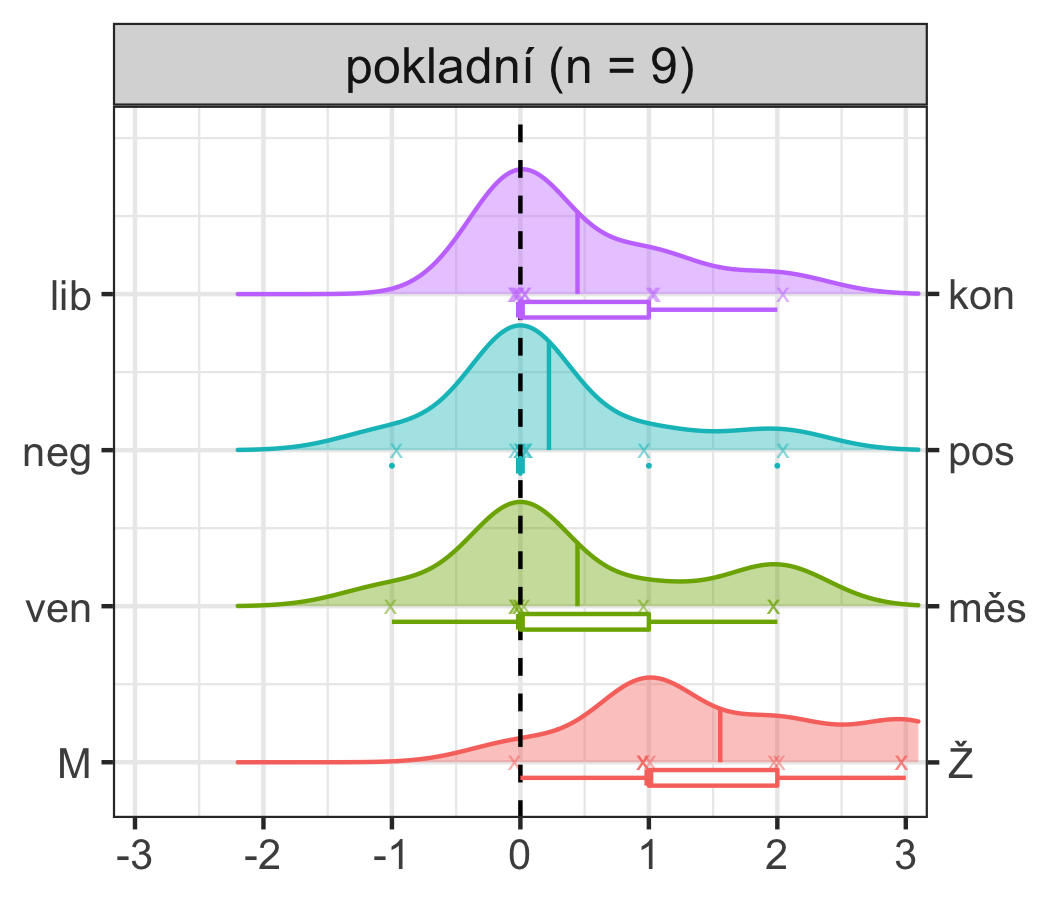 pokladní (n = 9)
lib kon
neg pos
ven měs
M Ž
-3 -2 -1 0 1 2 3